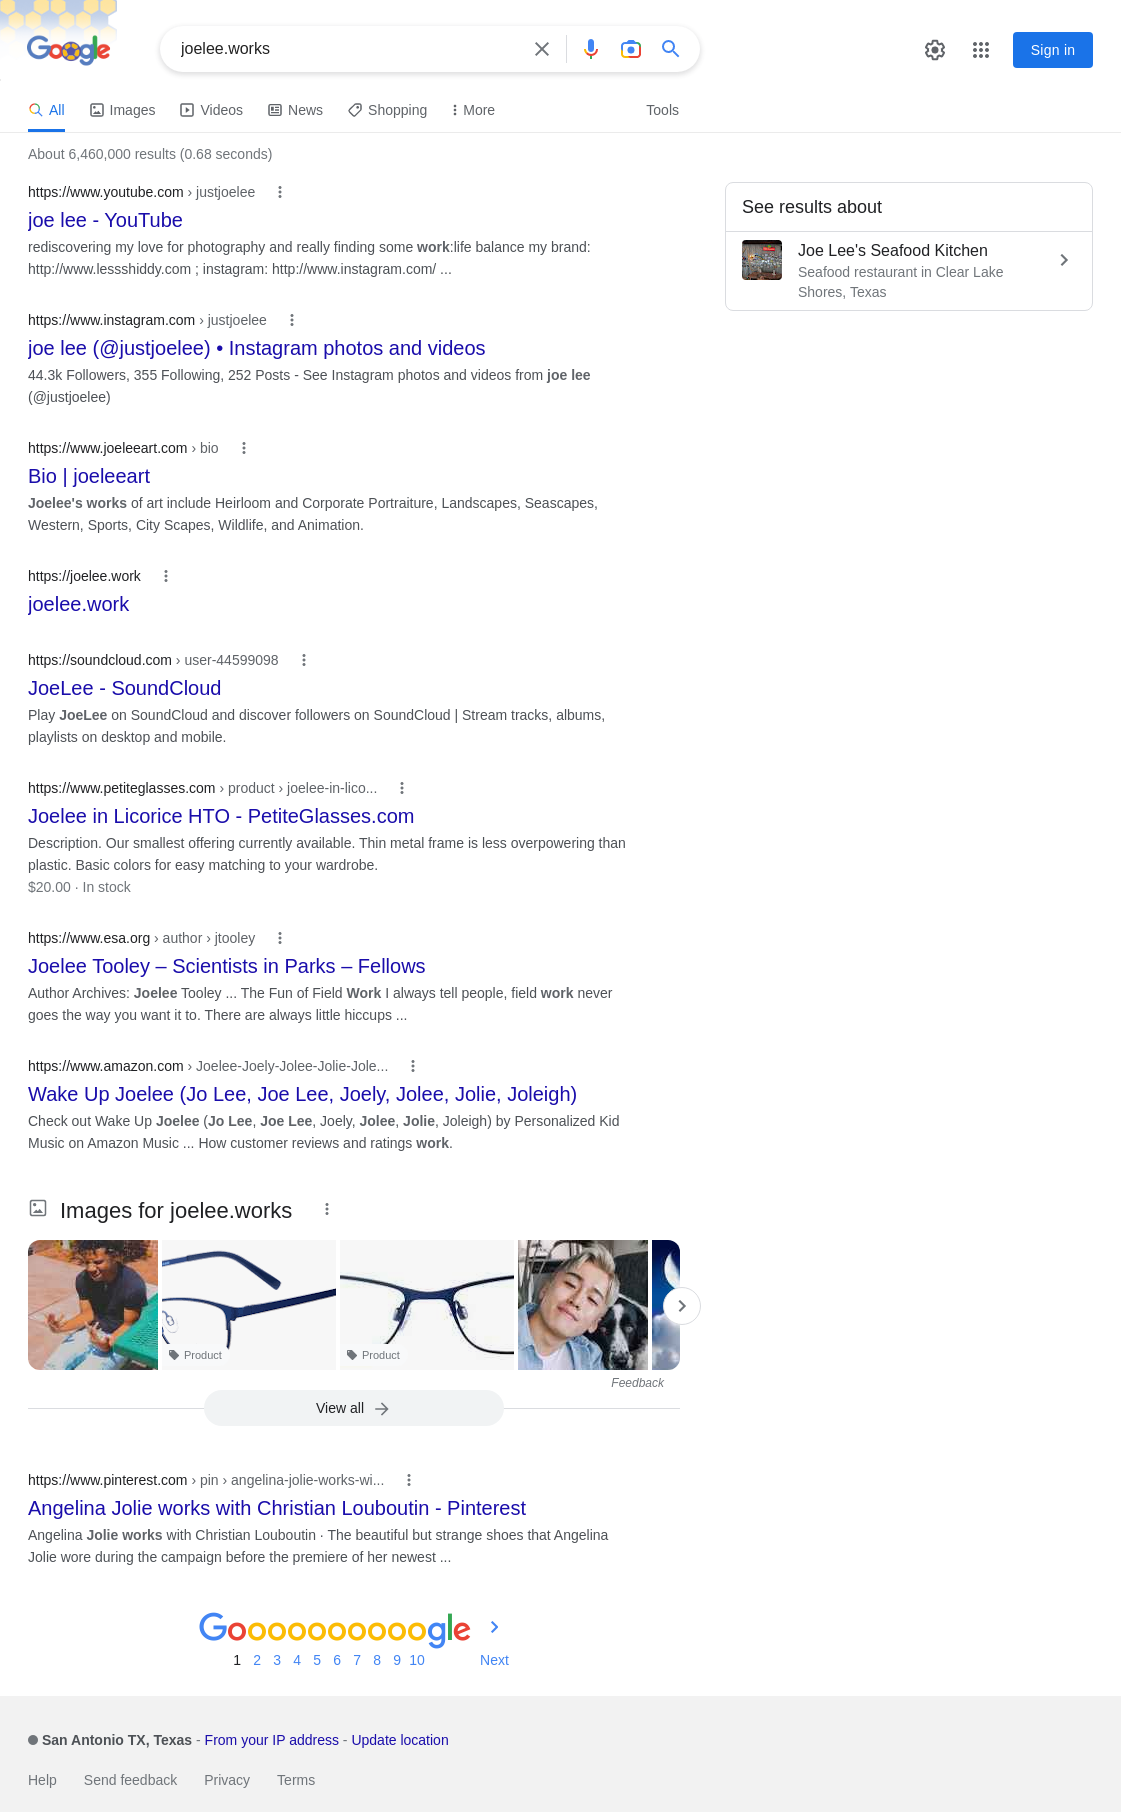 Google
joelee.works
Sign in
All
Images
Videos
News
Shopping
More
Tools
About 6,460,000 results (0.68 seconds)
https://www.youtube.com › justjoelee
joe lee - YouTube
rediscovering my love for photography and really finding some work:life balance my brand:
http://www.lessshiddy.com ; instagram: http://www.instagram.com/ ...
https://www.instagram.com › justjoelee
joe lee (@justjoelee) • Instagram photos and videos
44.3k Followers, 355 Following, 252 Posts - See Instagram photos and videos from joe lee
(@justjoelee)
https://www.joeleeart.com › bio
Bio | joeleeart
Joelee's works of art include Heirloom and Corporate Portraiture, Landscapes, Seascapes,
Western, Sports, City Scapes, Wildlife, and Animation.
https://joelee.work
joelee.work
https://soundcloud.com › user-44599098
JoeLee - SoundCloud
Play JoeLee on SoundCloud and discover followers on SoundCloud | Stream tracks, albums,
playlists on desktop and mobile.
https://www.petiteglasses.com › product › joelee-in-lico...
Joelee in Licorice HTO - PetiteGlasses.com
Description. Our smallest offering currently available. Thin metal frame is less overpowering than
plastic. Basic colors for easy matching to your wardrobe.
$20.00 · In stock
https://www.esa.org › author › jtooley
Joelee Tooley – Scientists in Parks – Fellows
Author Archives: Joelee Tooley ... The Fun of Field Work I always tell people, field work never
goes the way you want it to. There are always little hiccups ...
https://www.amazon.com › Joelee-Joely-Jolee-Jolie-Jole...
Wake Up Joelee (Jo Lee, Joe Lee, Joely, Jolee, Jolie, Joleigh)
Check out Wake Up Joelee (Jo Lee, Joe Lee, Joely, Jolee, Jolie, Joleigh) by Personalized Kid
Music on Amazon Music ... How customer reviews and ratings work.
Images for joelee.works
Product
Product
Feedback
View all
https://www.pinterest.com › pin › angelina-jolie-works-wi...
Angelina Jolie works with Christian Louboutin - Pinterest
Angelina Jolie works with Christian Louboutin · The beautiful but strange shoes that Angelina
Jolie wore during the campaign before the premiere of her newest ...
See results about
Joe Lee's Seafood Kitchen
Seafood restaurant in Clear Lake
Shores, Texas
Goooooooooogle
1 2 3 4 5 6 7 8 9 10 Next
San Antonio TX, Texas - From your IP address - Update location
Help Send feedback Privacy Terms